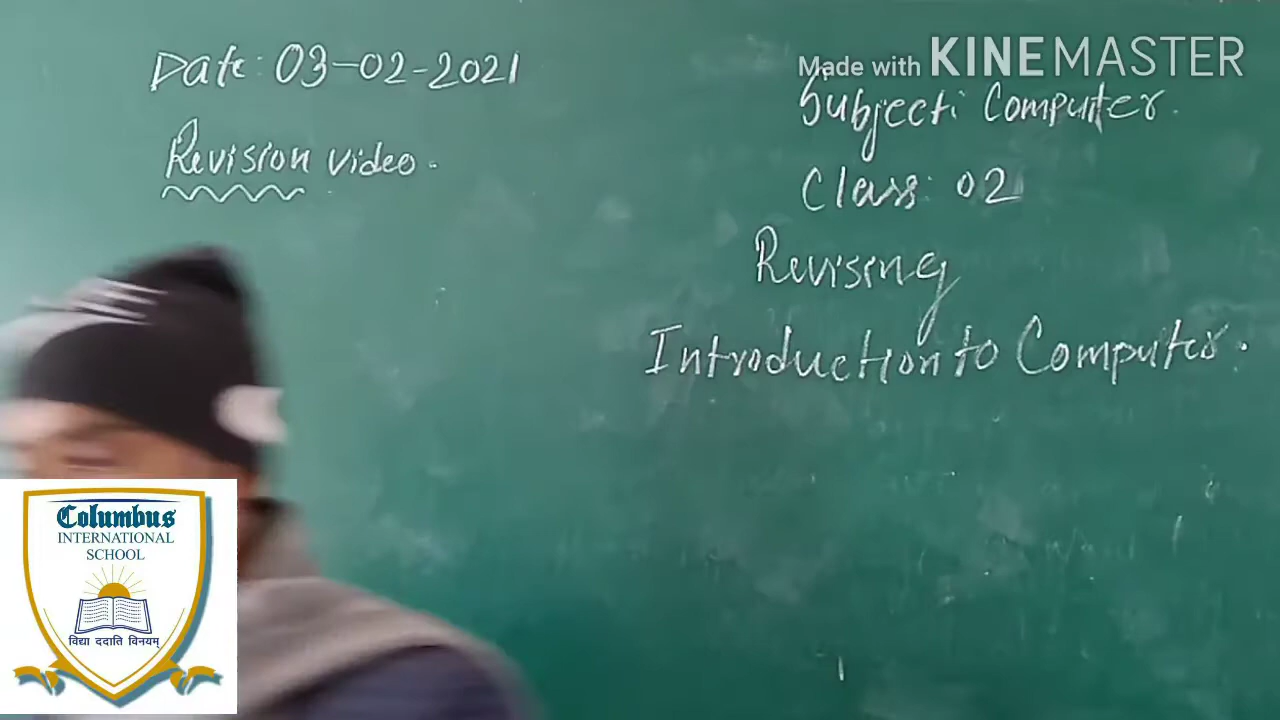 Date: 03-02-2021
Revision video.
Made with KINEMASTER
Subject: Computer.
Class: 02
Revising
Introduction to Computer.
Columbus
INTERNATIONAL
SCHOOL
विद्या ददाति विनयम्